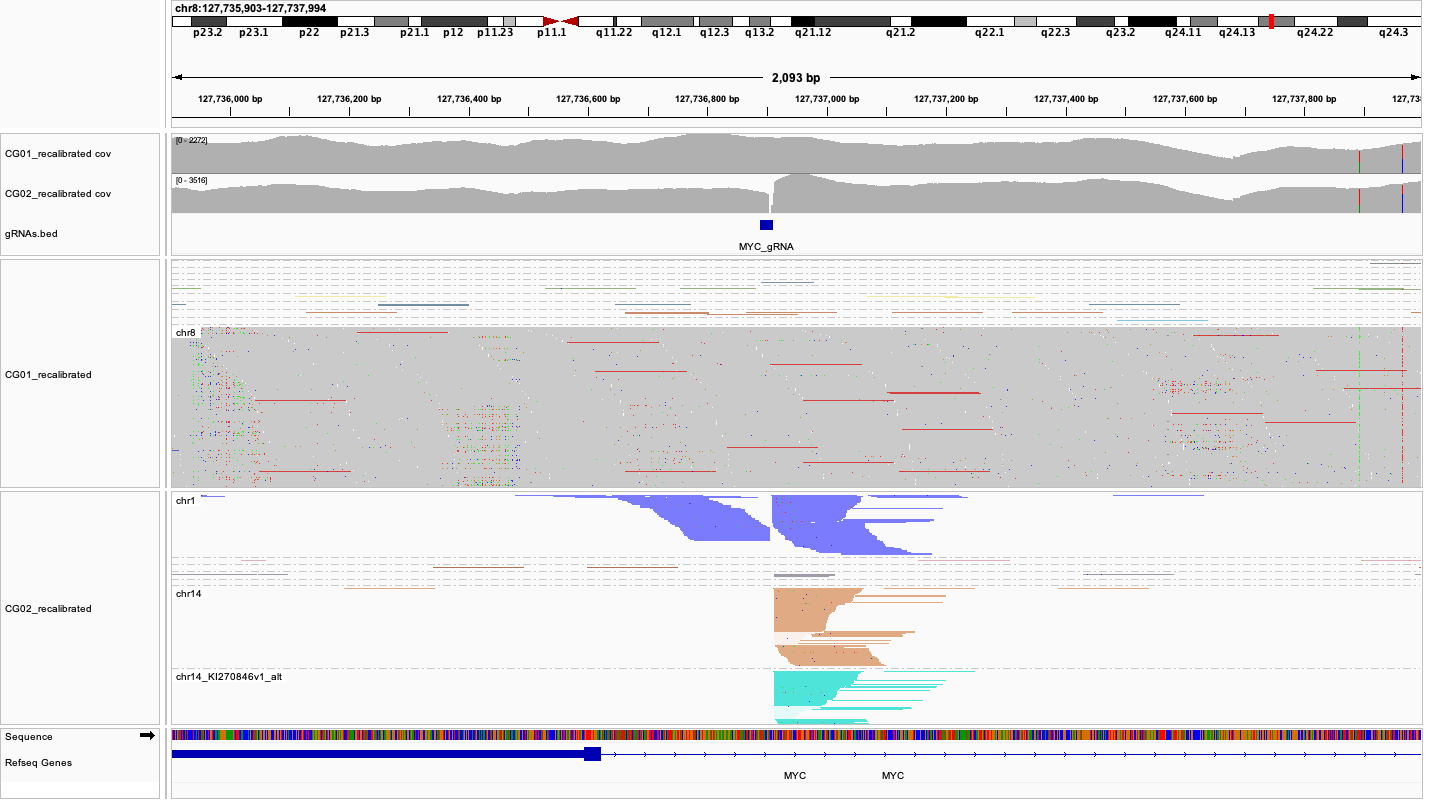 chr8:127,735,903-127,737,994
p23.2 p23.1 p22 p21.3 p21.1 p12 p11.23 p11.1 q11.22 q12.1 q12.3 q13.2 q21.12 q21.2 q22.1 q22.3 q23.2 q24.11 q24.13 q24.22 q24.3
2,093 bp
127,736,000 bp 127,736,200 bp 127,736,400 bp 127,736,600 bp 127,736,800 bp 127,737,000 bp 127,737,200 bp 127,737,400 bp 127,737,600 bp 127,737,800 bp 127,73
[0 - 2272]
CG01_recalibrated cov
[0 - 3516]
CG02_recalibrated cov
gRNAs.bed
MYC_gRNA
chr8
CG01_recalibrated
chr1
chr14
CG02_recalibrated
chr14_KI270846v1_alt
Sequence
Refseq Genes
MYC MYC